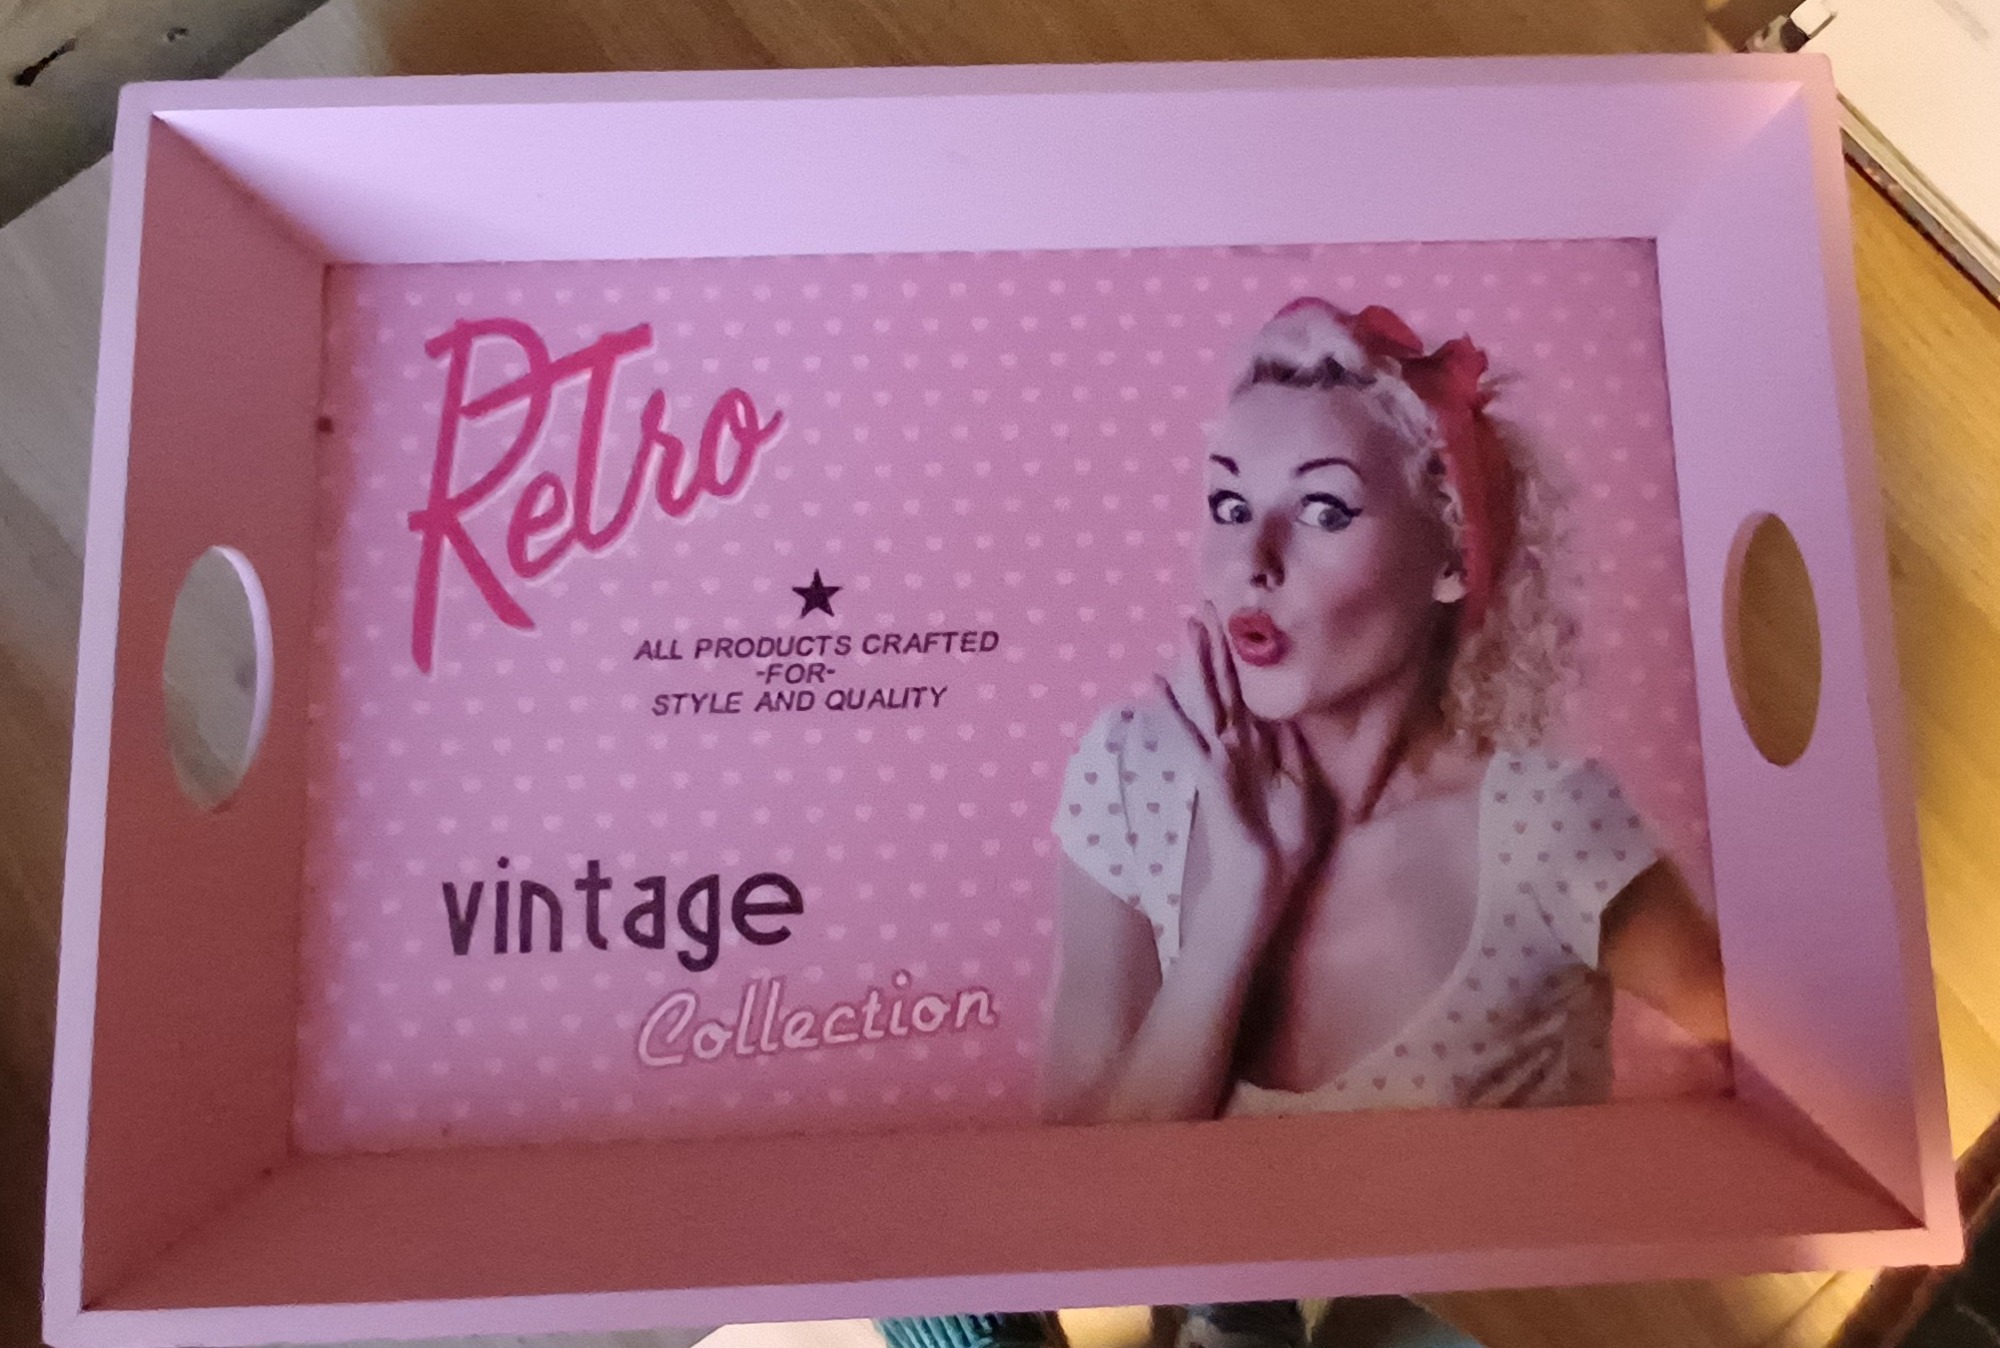 Retro
ALL PRODUCTS CRAFTED
-FOR-
STYLE AND QUALITY
vintage
Collection